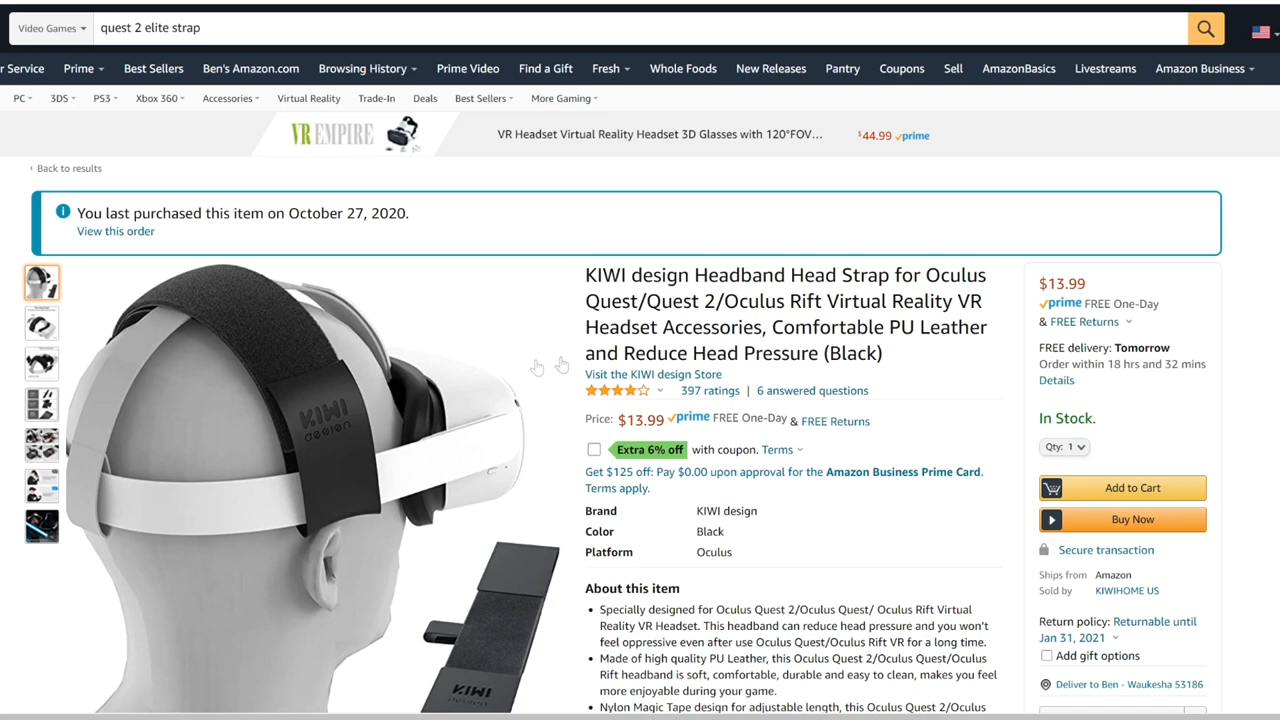 Video Games
quest 2 elite strap
r Service Prime Best Sellers Ben's Amazon.com Browsing History Prime Video Find a Gift Fresh Whole Foods New Releases Pantry Coupons Sell AmazonBasics Livestreams Amazon Business
PC 3DS PS3 Xbox 360 Accessories Virtual Reality Trade-In Deals Best Sellers More Gaming
VR EMPIRE VR Headset Virtual Reality Headset 3D Glasses with 120°FOV… $44.99 prime
‹ Back to results
You last purchased this item on October 27, 2020.
View this order
KIWI design Headband Head Strap for Oculus
Quest/Quest 2/Oculus Rift Virtual Reality VR
Headset Accessories, Comfortable PU Leather
and Reduce Head Pressure (Black)
Visit the KIWI design Store
397 ratings | 6 answered questions
Price: $13.99 prime FREE One-Day & FREE Returns
Extra 6% off with coupon. Terms
Get $125 off: Pay $0.00 upon approval for the Amazon Business Prime Card.
Terms apply.
Brand KIWI design
Color Black
Platform Oculus
About this item
• Specially designed for Oculus Quest 2/Oculus Quest/ Oculus Rift Virtual
Reality VR Headset. This headband can reduce head pressure and you won't
feel oppressive even after use Oculus Quest/Oculus Rift VR for a long time.
• Made of high quality PU Leather, this Oculus Quest 2/Oculus Quest/Oculus
Rift headband is soft, comfortable, durable and easy to clean, makes you feel
more enjoyable during your game.
• Nylon Magic Tape design for adjustable length, this Oculus Quest 2/Oculus
KIWI
design
KIWI
design
$13.99
prime FREE One-Day
& FREE Returns
FREE delivery: Tomorrow
Order within 18 hrs and 32 mins
Details
In Stock.
Qty: 1
Add to Cart
Buy Now
Secure transaction
Ships from Amazon
Sold by KIWIHOME US
Return policy: Returnable until
Jan 31, 2021
Add gift options
Deliver to Ben - Waukesha 53186